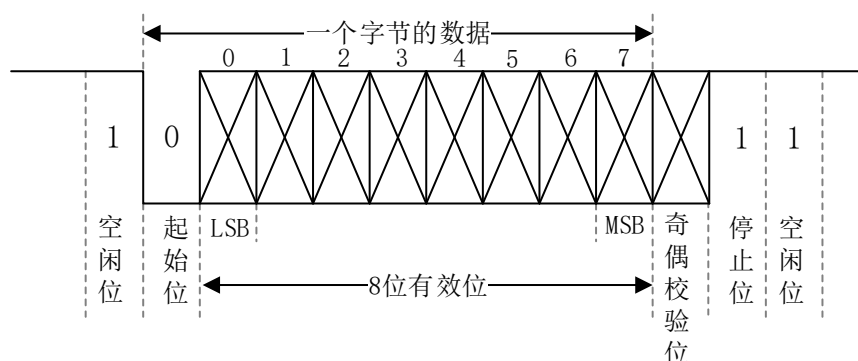 一个字节的数据
0 1 2 3 4 5 6 7
1 0 1 1
空闲位
起始位
LSB
MSB
奇偶校验位
停止位
空闲位
8位有效位